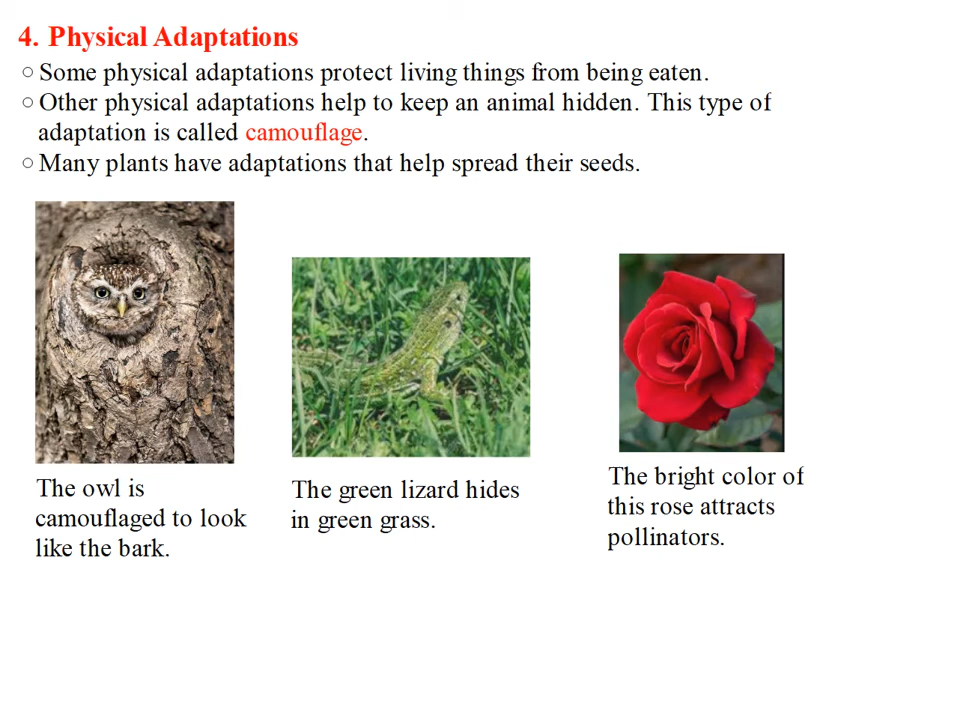 4. Physical Adaptations
○ Some physical adaptations protect living things from being eaten.
○ Other physical adaptations help to keep an animal hidden. This type of
adaptation is called camouflage.
○ Many plants have adaptations that help spread their seeds.
The owl is
camouflaged to look
like the bark.
The green lizard hides
in green grass.
The bright color of
this rose attracts
pollinators.